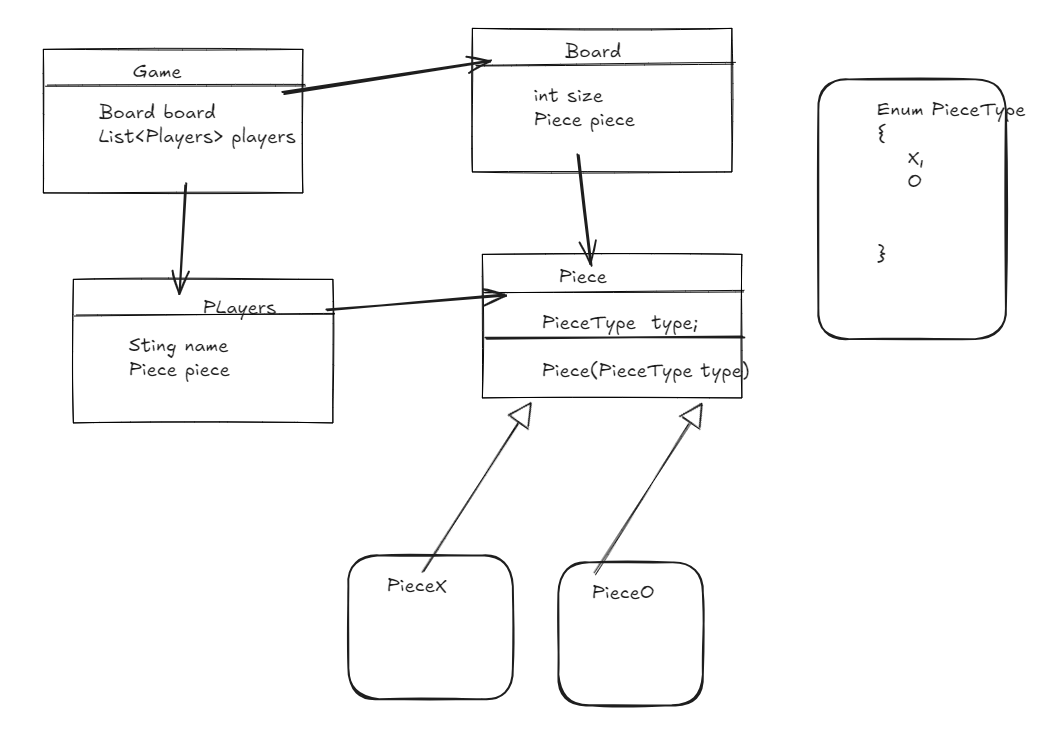 Game
Board board
List<Players> players
Board
int size
Piece piece
Enum PieceType
{
X,
O
}
PLayers
Sting name
Piece piece
Piece
PieceType type;
Piece(PieceType type)
PieceX
PieceO